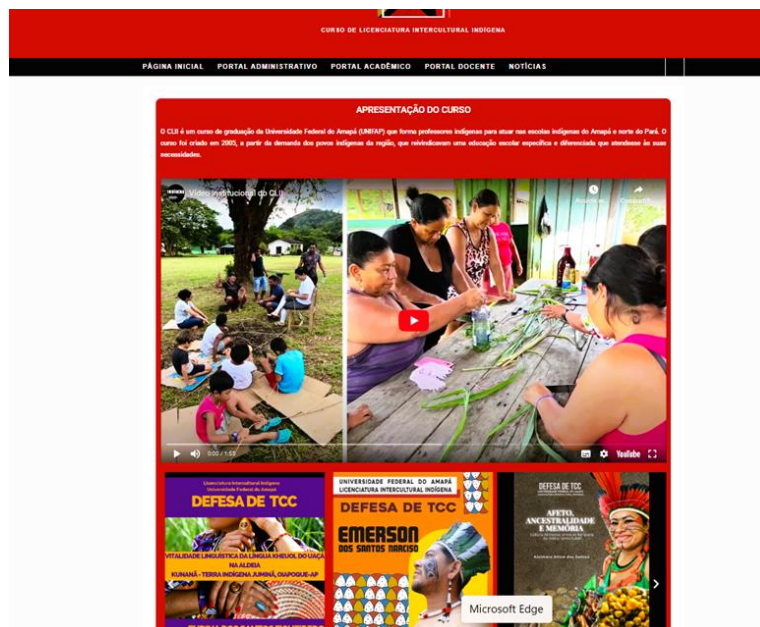 CURSO DE LICENCIATURA INTERCULTURAL INDÍGENA
PÁGINA INICIAL PORTAL ADMINISTRATIVO PORTAL ACADÊMICO PORTAL DOCENTE NOTÍCIAS
APRESENTAÇÃO DO CURSO
O CLII é um curso de graduação da Universidade Federal do Amapá (UNIFAP) que forma professores indígenas para atuar nas escolas indígenas do Amapá e norte do Pará. O
curso foi criado em 2005, a partir da demanda dos povos indígenas da região, que reivindicavam uma educação escolar específica e diferenciada que atendesse às suas
necessidades.
Vídeo Institucional do CLII
0:00 / 1:53
YouTube
Licenciatura Intercultural Indígena
Universidade Federal do Amapá
DEFESA DE TCC
VITALIDADE LINGUÍSTICA DA LÍNGUA KHEUOL DO UAÇA
NA ALDEIA
KUNANÃ - TERRA INDÍGENA JUMINÃ, OIAPOQUE-AP
UNIVERSIDADE FEDERAL DO AMAPÁ
LICENCIATURA INTERCULTURAL INDÍGENA
DEFESA DE TCC
EMERSON
DOS SANTOS NARCISO
DEFESA DE TCC
AFETO,
ANCESTRALIDADE
E MEMÓRIA
Microsoft Edge